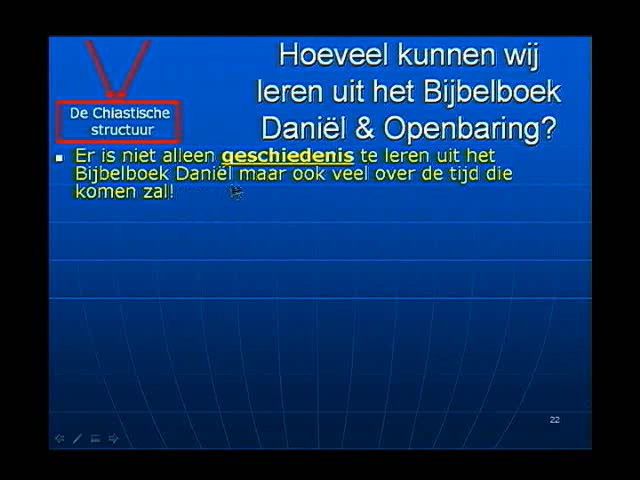 Hoeveel kunnen wij
leren uit het Bijbelboek
Daniël & Openbaring?
De Chiastische
structuur
Er is niet alleen geschiedenis te leren uit het
Bijbelboek Daniël maar ook veel over de tijd die
komen zal!
22